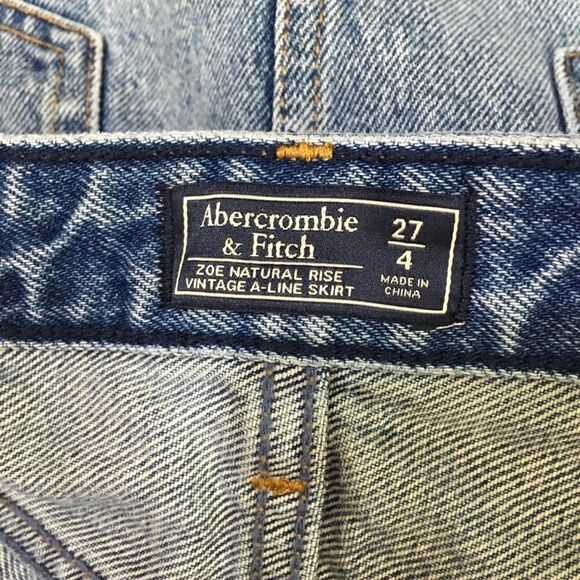 Abercrombie
& Fitch
ZOE NATURAL RISE
VINTAGE A-LINE SKIRT
27
4
MADE IN
CHINA